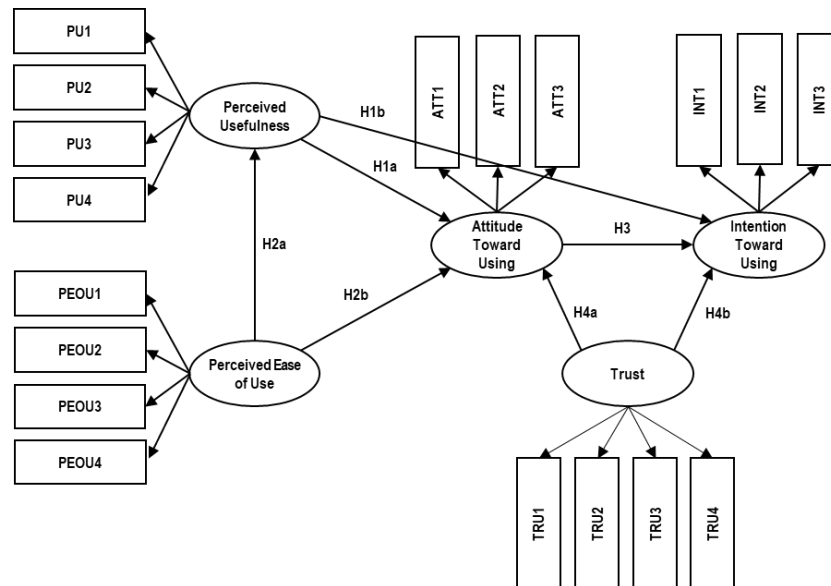 PU1
PU2
PU3
PU4
Perceived
Usefulness
H1b
H1a
ATT1
ATT2
ATT3
INT1
INT2
INT3
Attitude
Toward
Using
H3
Intention
Toward
Using
H2a
H2b
H4a
H4b
PEOU1
PEOU2
PEOU3
PEOU4
Perceived Ease
of Use
Trust
TRU1
TRU2
TRU3
TRU4